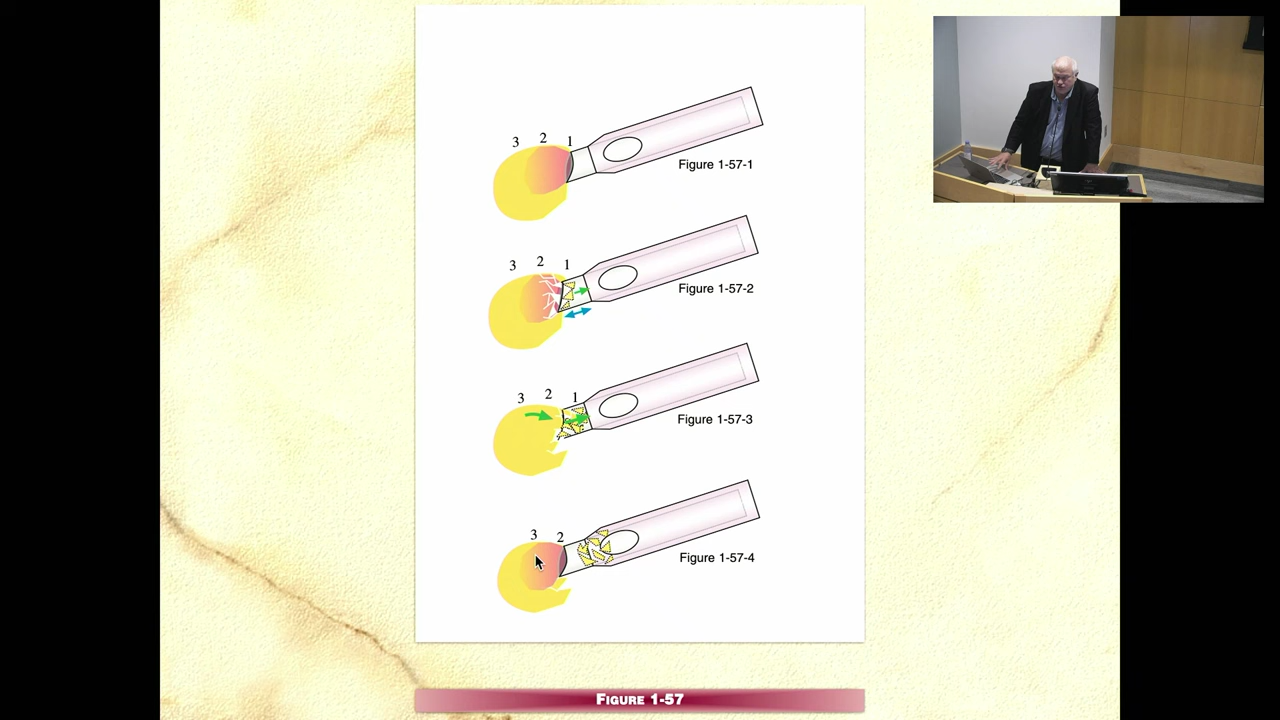 3 2 1
Figure 1-57-1
3 2 1
Figure 1-57-2
3 2 1
Figure 1-57-3
3 2
Figure 1-57-4
FIGURE 1-57